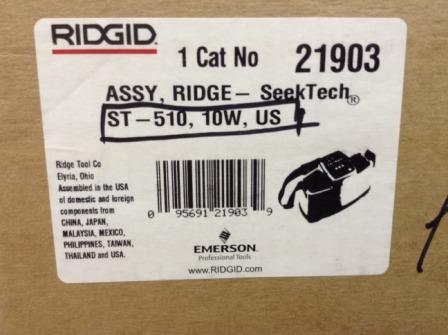 RIDGID.
1 Cat No 21903
ASSY, RIDGE- SeekTech®
ST-510, 10W, US
Ridge Tool Co
Elyria, Ohio
Assembled in the USA
of domestic and foreign
components from
CHINA, JAPAN,
MALAYSIA, MEXICO,
PHILIPPINES, TAIWAN,
THAILAND and USA.
0 95691 21903 9
EMERSON.
Professional Tools
www.RIDGID.com